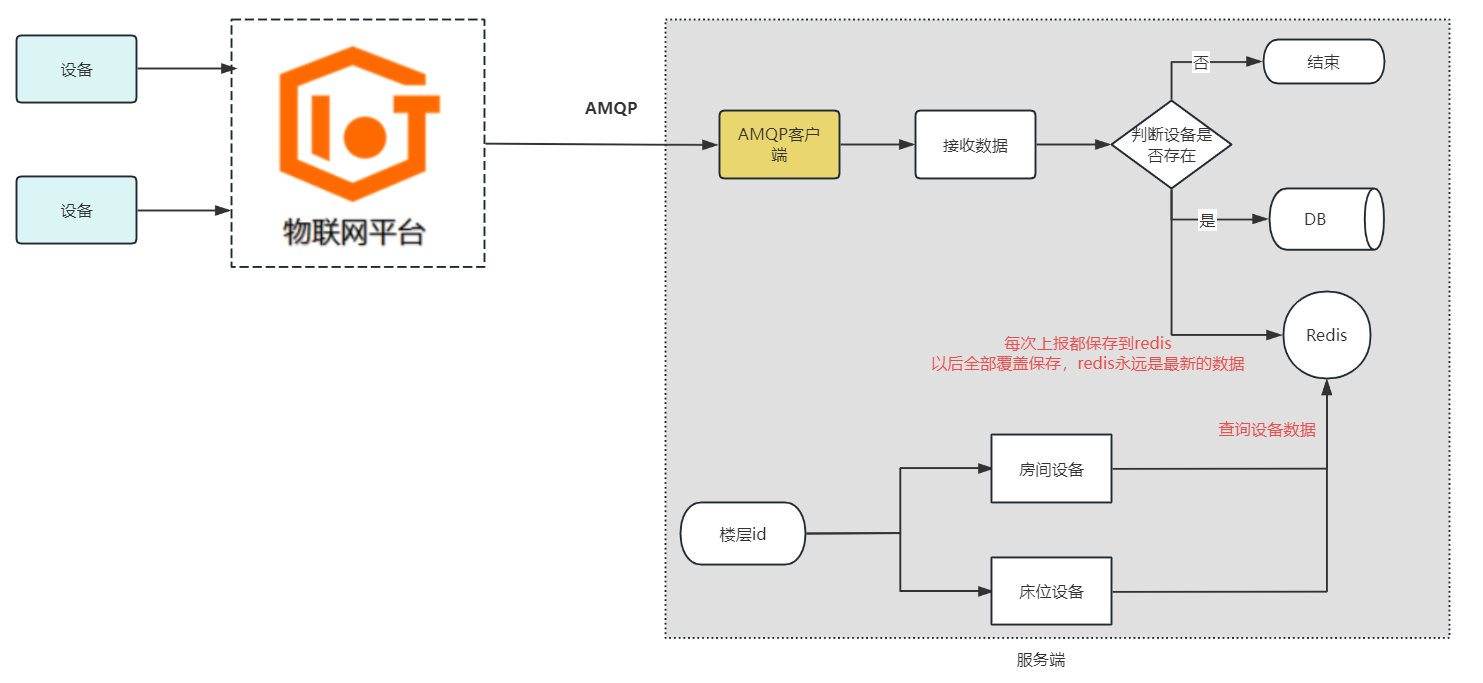 设备
设备
IOT
物联网平台
AMQP
AMQP客户
端
接收数据
判断设备是
否存在
否
结束
是
DB
Redis
每次上报都保存到redis
以后全部覆盖保存，redis永远是最新的数据
查询设备数据
房间设备
楼层id
床位设备
服务端